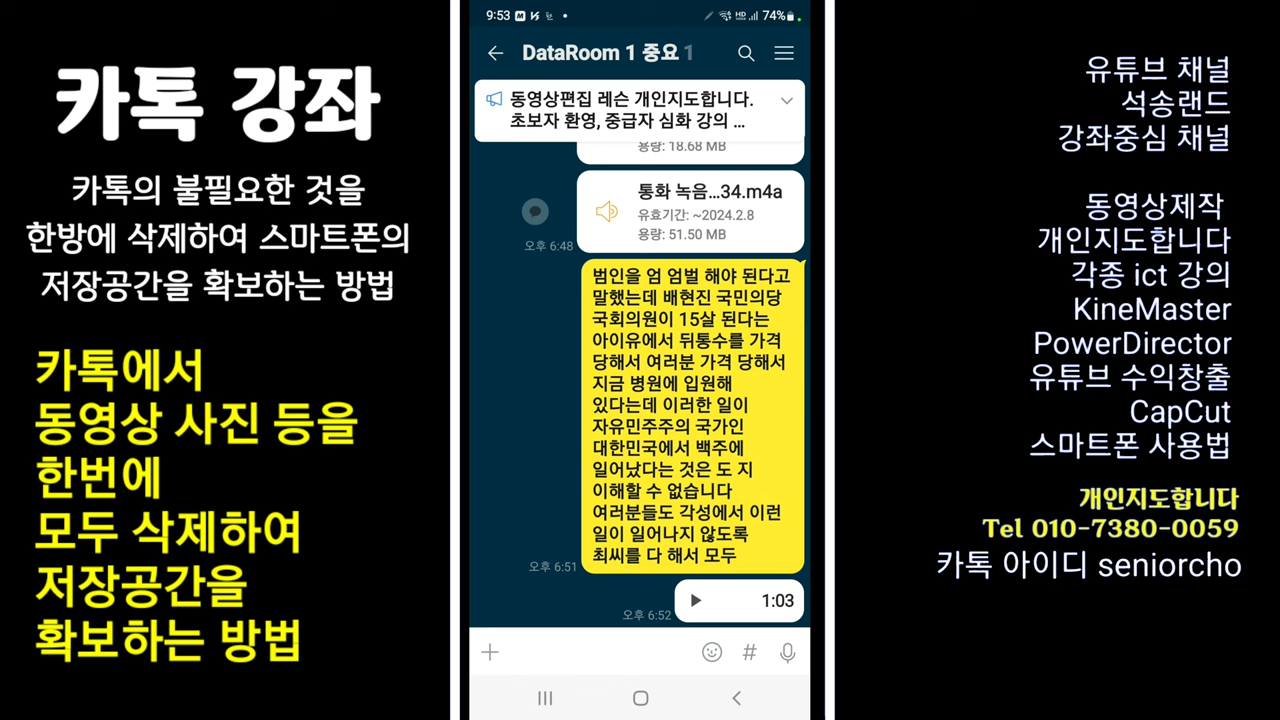 카톡 강좌
카톡의 불필요한 것을
한방에 삭제하여 스마트폰의
저장공간을 확보하는 방법
카톡에서
동영상 사진 등을
한번에
모두 삭제하여
저장공간을
확보하는 방법
9:53
HD
74%
DataRoom 1 중요 1
동영상편집 레슨 개인지도합니다.
초보자 환영, 중급자 심화 강의 ...
용량: 18.68 MB
통화 녹음...34.m4a
유효기간: ~2024.2.8
용량: 51.50 MB
오후 6:48
범인을 엄 엄벌 해야 된다고
말했는데 배현진 국민의당
국회의원이 15살 된다는
아이유에서 뒤통수를 가격
당해서 여러분 가격 당해서
지금 병원에 입원해
있다는데 이러한 일이
자유민주주의 국가인
대한민국에서 백주에
일어났다는 것은 도 지
이해할 수 없습니다
여러분들도 각성에서 이런
일이 일어나지 않도록
최씨를 다 해서 모두
오후 6:51
1:03
오후 6:52
유튜브 채널
석송랜드
강좌중심 채널
동영상제작
개인지도합니다
각종 ict 강의
KineMaster
PowerDirector
유튜브 수익창출
CapCut
스마트폰 사용법
개인지도합니다
Tel 010-7380-0059
카톡 아이디 seniorcho